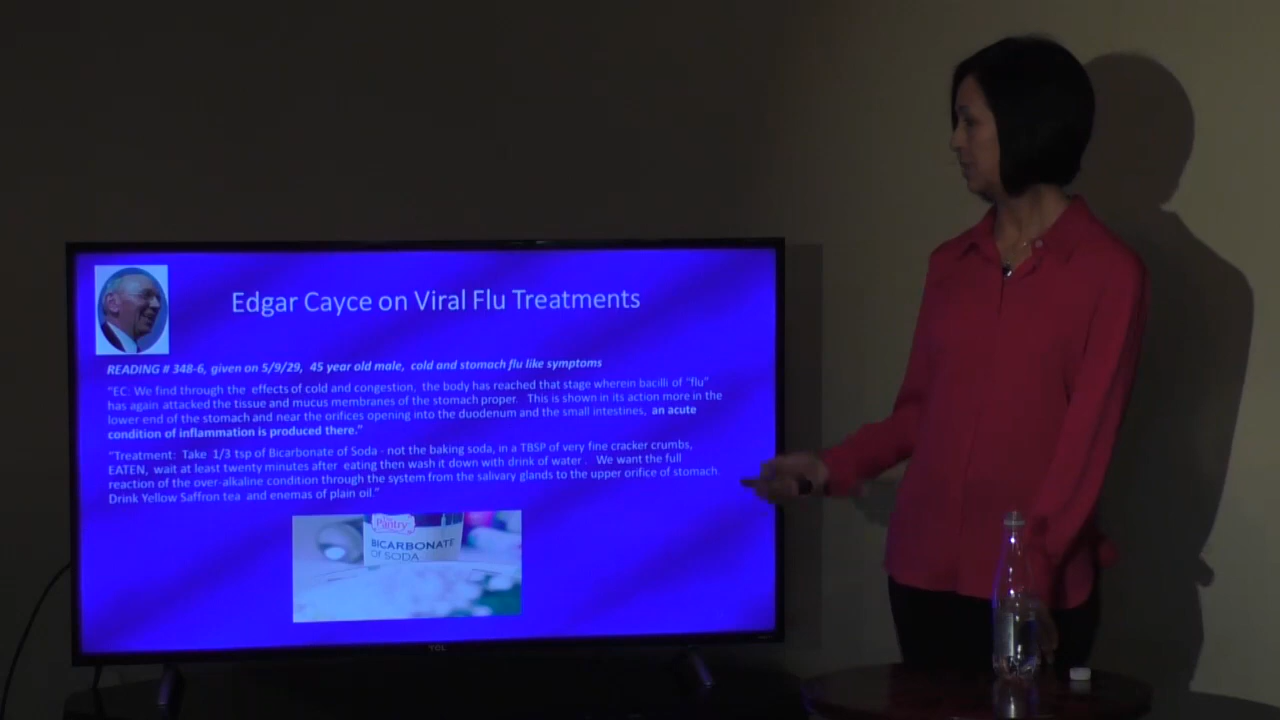 Edgar Cayce on Viral Flu Treatments
READING # 348-6, given on 5/9/29, 45 year old male, cold and stomach flu like symptoms
"EC: We find through the effects of cold and congestion, the body has reached that stage wherein bacilli of "flu"
has again attacked the tissue and mucus membranes of the stomach proper. This is shown in its action more in the
lower end of the stomach and near the orifices opening into the duodenum and the small intestines, an acute
condition of inflammation is produced there."
"Treatment: Take 1/3 tsp of Bicarbonate of Soda - not the baking soda, in a TBSP of very fine cracker crumbs,
EATEN, wait at least twenty minutes after eating then wash it down with drink of water . We want the full
reaction of the over-alkaline condition through the system from the salivary glands to the upper orifice of stomach.
Drink Yellow Saffron tea and enemas of plain oil."
Pantry
BICARBONATE
OF SODA
TCL